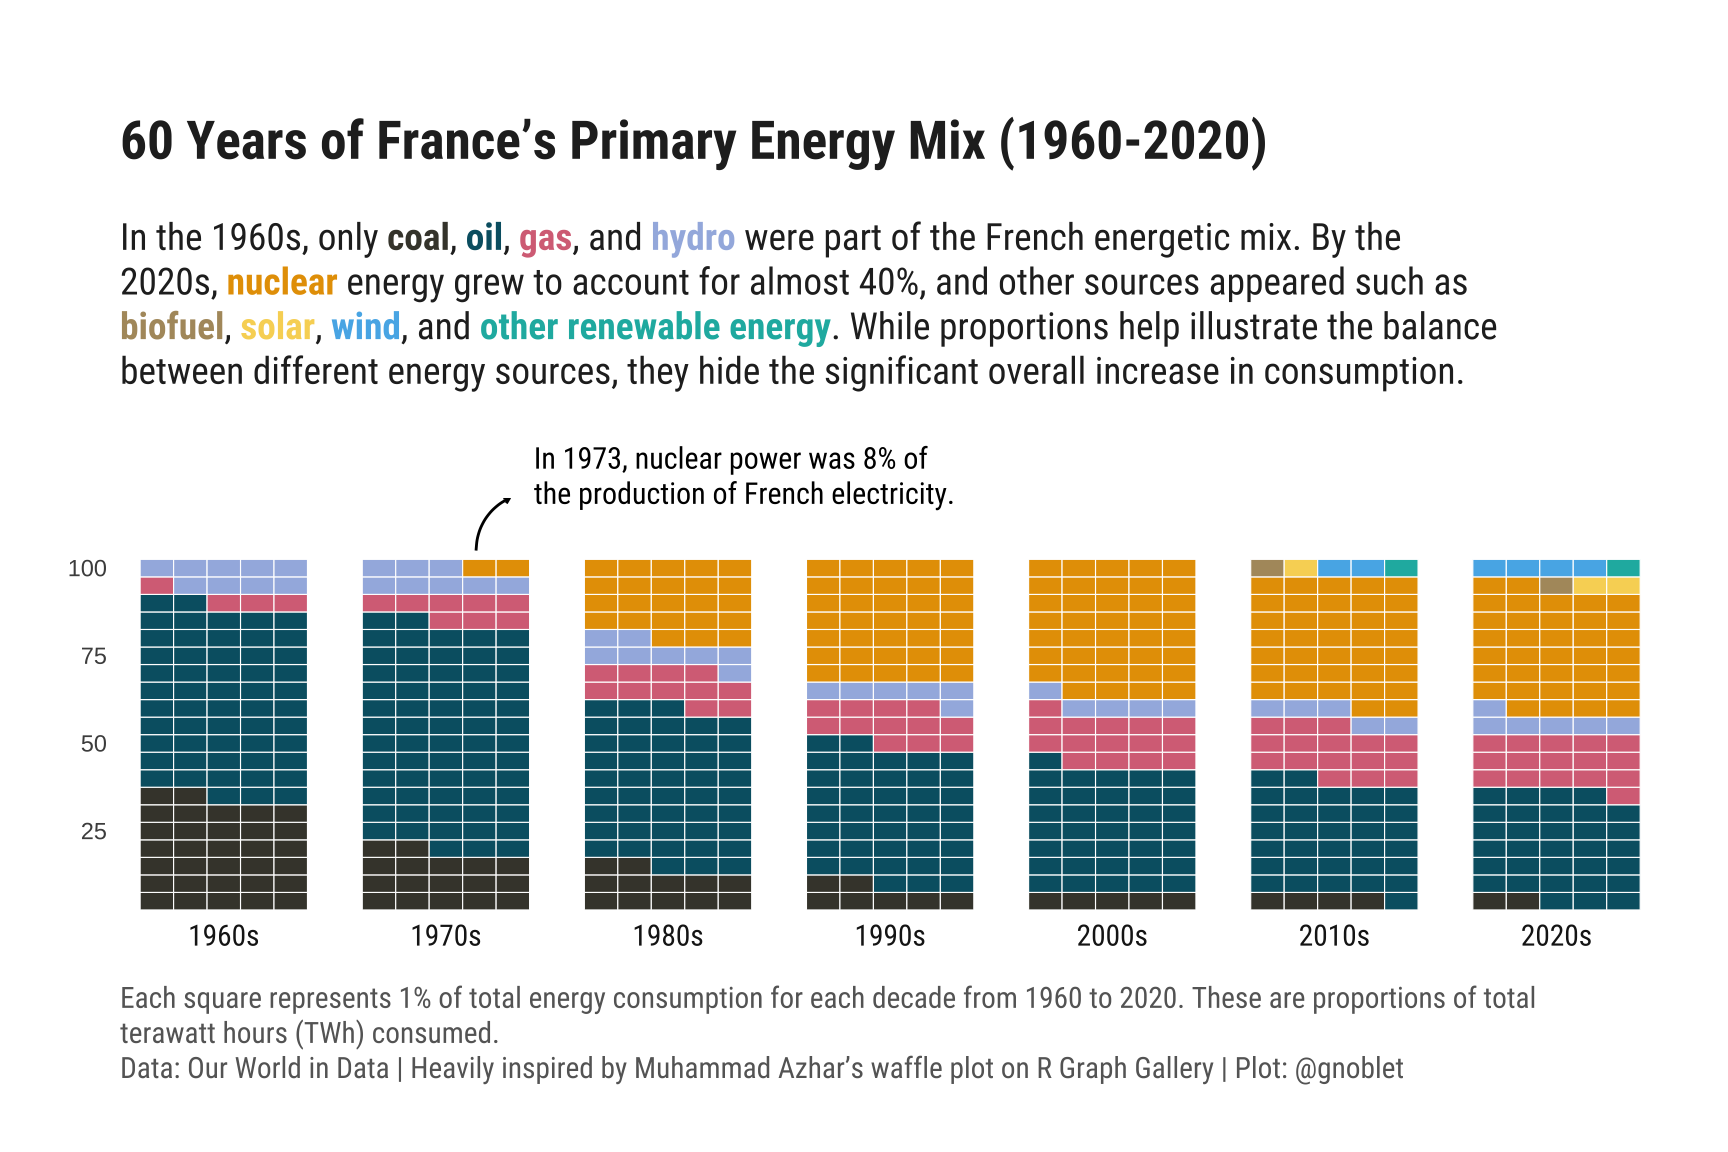 60 Years of France’s Primary Energy Mix (1960-2020)
In the 1960s, only coal, oil, gas, and hydro were part of the French energetic mix. By the
2020s, nuclear energy grew to account for almost 40%, and other sources appeared such as
biofuel, solar, wind, and other renewable energy. While proportions help illustrate the balance
between different energy sources, they hide the significant overall increase in consumption.
In 1973, nuclear power was 8% of
the production of French electricity.
100
75
50
25
1960s
1970s
1980s
1990s
2000s
2010s
2020s
Each square represents 1% of total energy consumption for each decade from 1960 to 2020. These are proportions of total
terawatt hours (TWh) consumed.
Data: Our World in Data | Heavily inspired by Muhammad Azhar’s waffle plot on R Graph Gallery | Plot: @gnoblet